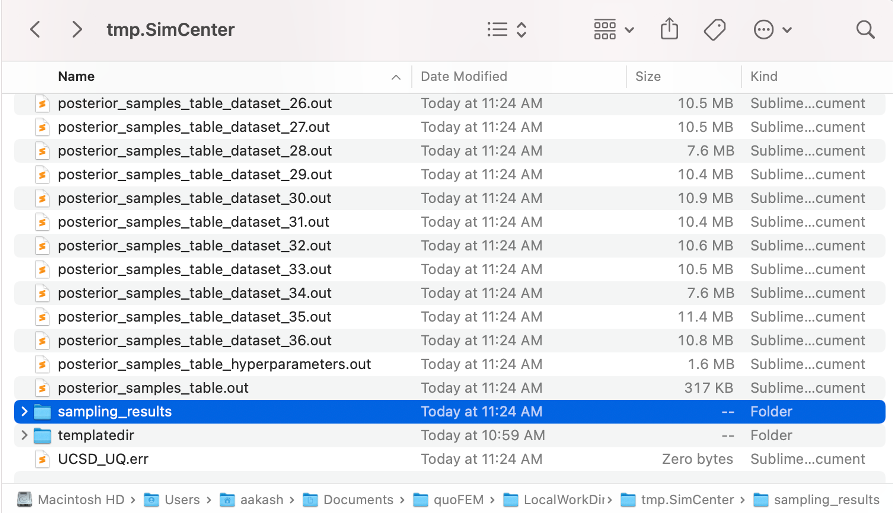 tmp.SimCenter
Name Date Modified Size Kind
posterior_samples_table_dataset_26.out Today at 11:24 AM 10.5 MB Sublime...cument
posterior_samples_table_dataset_27.out Today at 11:24 AM 10.5 MB Sublime...cument
posterior_samples_table_dataset_28.out Today at 11:24 AM 7.6 MB Sublime...cument
posterior_samples_table_dataset_29.out Today at 11:24 AM 10.4 MB Sublime...cument
posterior_samples_table_dataset_30.out Today at 11:24 AM 10.9 MB Sublime...cument
posterior_samples_table_dataset_31.out Today at 11:24 AM 10.4 MB Sublime...cument
posterior_samples_table_dataset_32.out Today at 11:24 AM 10.6 MB Sublime...cument
posterior_samples_table_dataset_33.out Today at 11:24 AM 10.5 MB Sublime...cument
posterior_samples_table_dataset_34.out Today at 11:24 AM 7.6 MB Sublime...cument
posterior_samples_table_dataset_35.out Today at 11:24 AM 11.4 MB Sublime...cument
posterior_samples_table_dataset_36.out Today at 11:24 AM 10.8 MB Sublime...cument
posterior_samples_table_hyperparameters.out Today at 11:24 AM 1.6 MB Sublime...cument
posterior_samples_table.out Today at 11:24 AM 317 KB Sublime...cument
sampling_results Today at 11:24 AM -- Folder
templatedir Today at 10:59 AM -- Folder
UCSD_UQ.err Today at 11:24 AM Zero bytes Sublime...cument
Macintosh HD › Users › aakash › Documents › quoFEM › LocalWorkDir › tmp.SimCenter › sampling_results